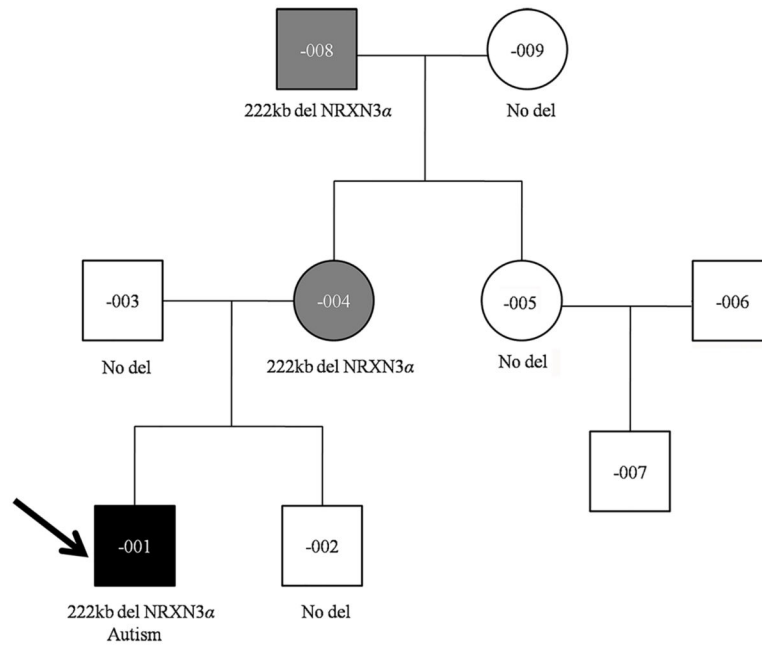 -008
-009
222kb del NRXN3α
No del
-003
-004
-005
-006
No del
222kb del NRXN3α
No del
-007
-001
-002
222kb del NRXN3α
Autism
No del